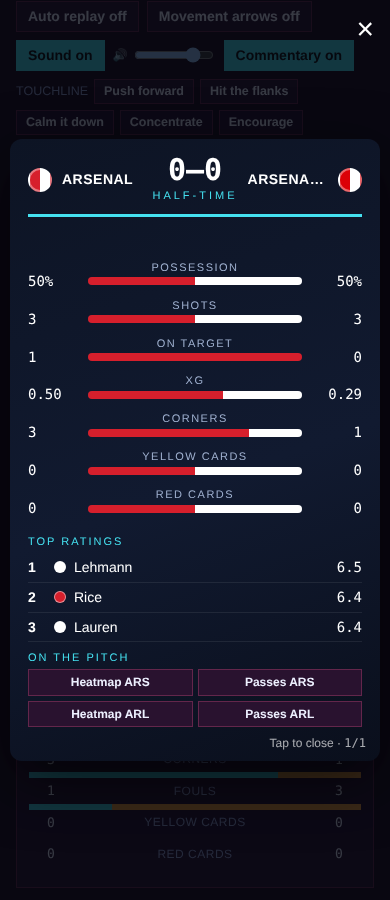 Auto replay off Movement arrows off
×
Sound on 🔊 Commentary on
TOUCHLINE Push forward Hit the flanks
Calm it down Concentrate Encourage
ARSENAL 0–0 ARSENA...
HALF-TIME
POSSESSION
50% 50%
SHOTS
3 3
ON TARGET
1 0
XG
0.50 0.29
CORNERS
3 1
YELLOW CARDS
0 0
RED CARDS
0 0
TOP RATINGS
1 Lehmann 6.5
2 Rice 6.4
3 Lauren 6.4
ON THE PITCH
Heatmap ARS Passes ARS
Heatmap ARL Passes ARL
Tap to close · 1/1
1 FOULS 3
0 YELLOW CARDS 0
0 RED CARDS 0